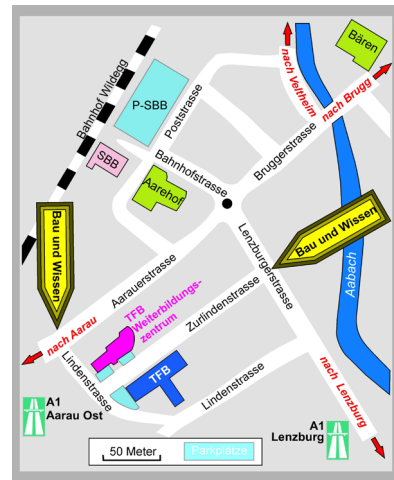 Bären
nach Veltheim
nach Brugg
Bahnhof Wildegg
P-SBB
Poststrasse
SBB
Bahnhofstrasse
Bruggerstrasse
Aarehof
Bau und Wissen
Bau und Wissen
Lenzburgerstrasse
Aabach
Aarauerstrasse
TFB
Weiterbildungs-
zentrum
Zurlindenstrasse
nach Aarau
Lindenstrasse
TFB
Lindenstrasse
nach Lenzburg
A1
Aarau Ost
A1
Lenzburg
50 Meter
Parkplätze